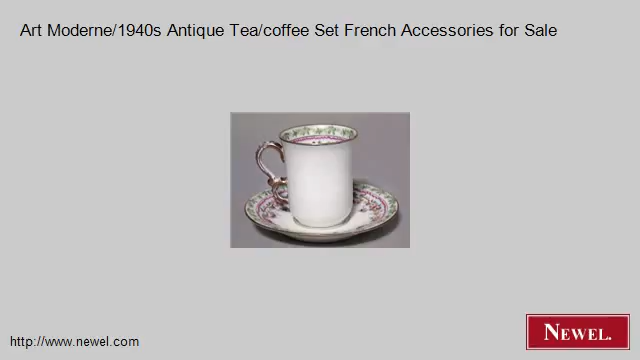 Art Moderne/1940s Antique Tea/coffee Set French Accessories for Sale
http://www.newel.com
NEWEL.